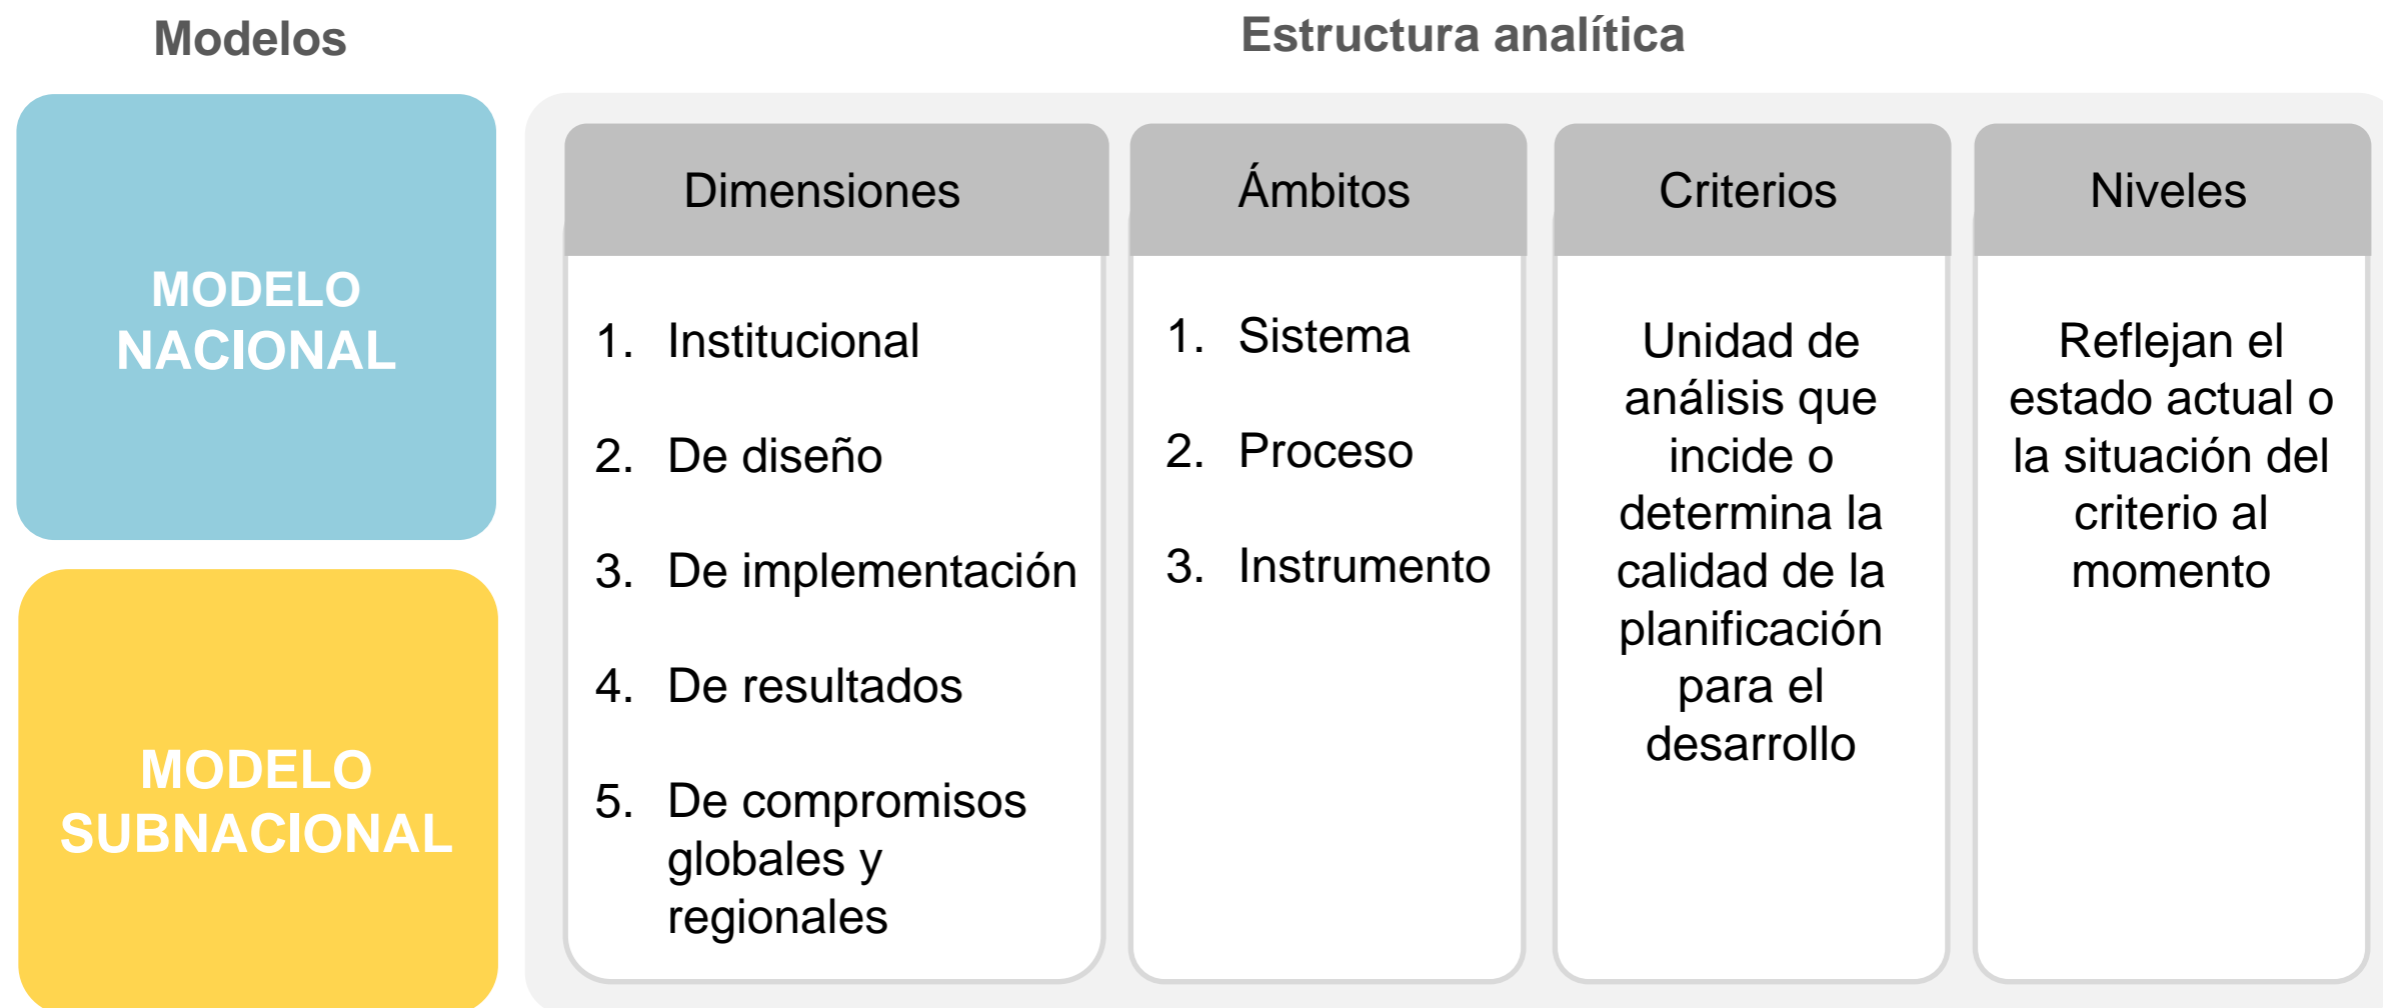 Modelos
Estructura analítica
MODELO
NACIONAL
MODELO
SUBNACIONAL
Dimensiones
1. Institucional
2. De diseño
3. De implementación
4. De resultados
5. De compromisos
globales y
regionales
Ámbitos
1. Sistema
2. Proceso
3. Instrumento
Criterios
Unidad de
análisis que
incide o
determina la
calidad de la
planificación
para el
desarrollo
Niveles
Reflejan el
estado actual o
la situación del
criterio al
momento